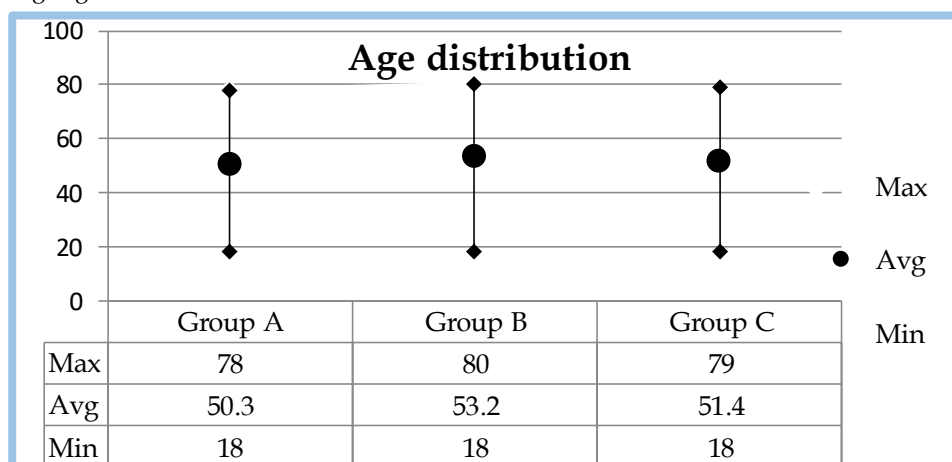 100
Age distribution
80
60
40
Max
20
Avg
0
Group A Group B Group C
Min
Max 78 80 79
Avg 50.3 53.2 51.4
Min 18 18 18